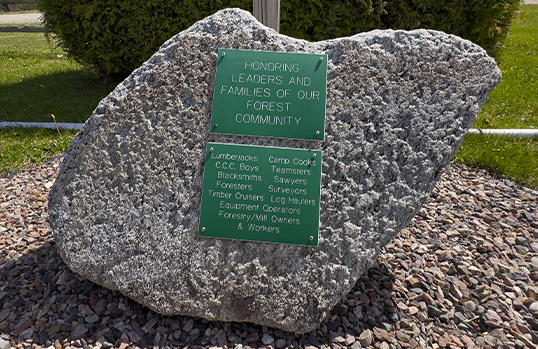 HONORING
LEADERS AND
FAMILIES OF OUR
FOREST
COMMUNITY
Lumberjacks Camp Cooks
C.C.C. Boys Teamsters
Blacksmiths Sawyers
Foresters Surveyors
Timber Cruisers Log Haulers
Equipment Operators
Forestry/Mill Owners
& Workers